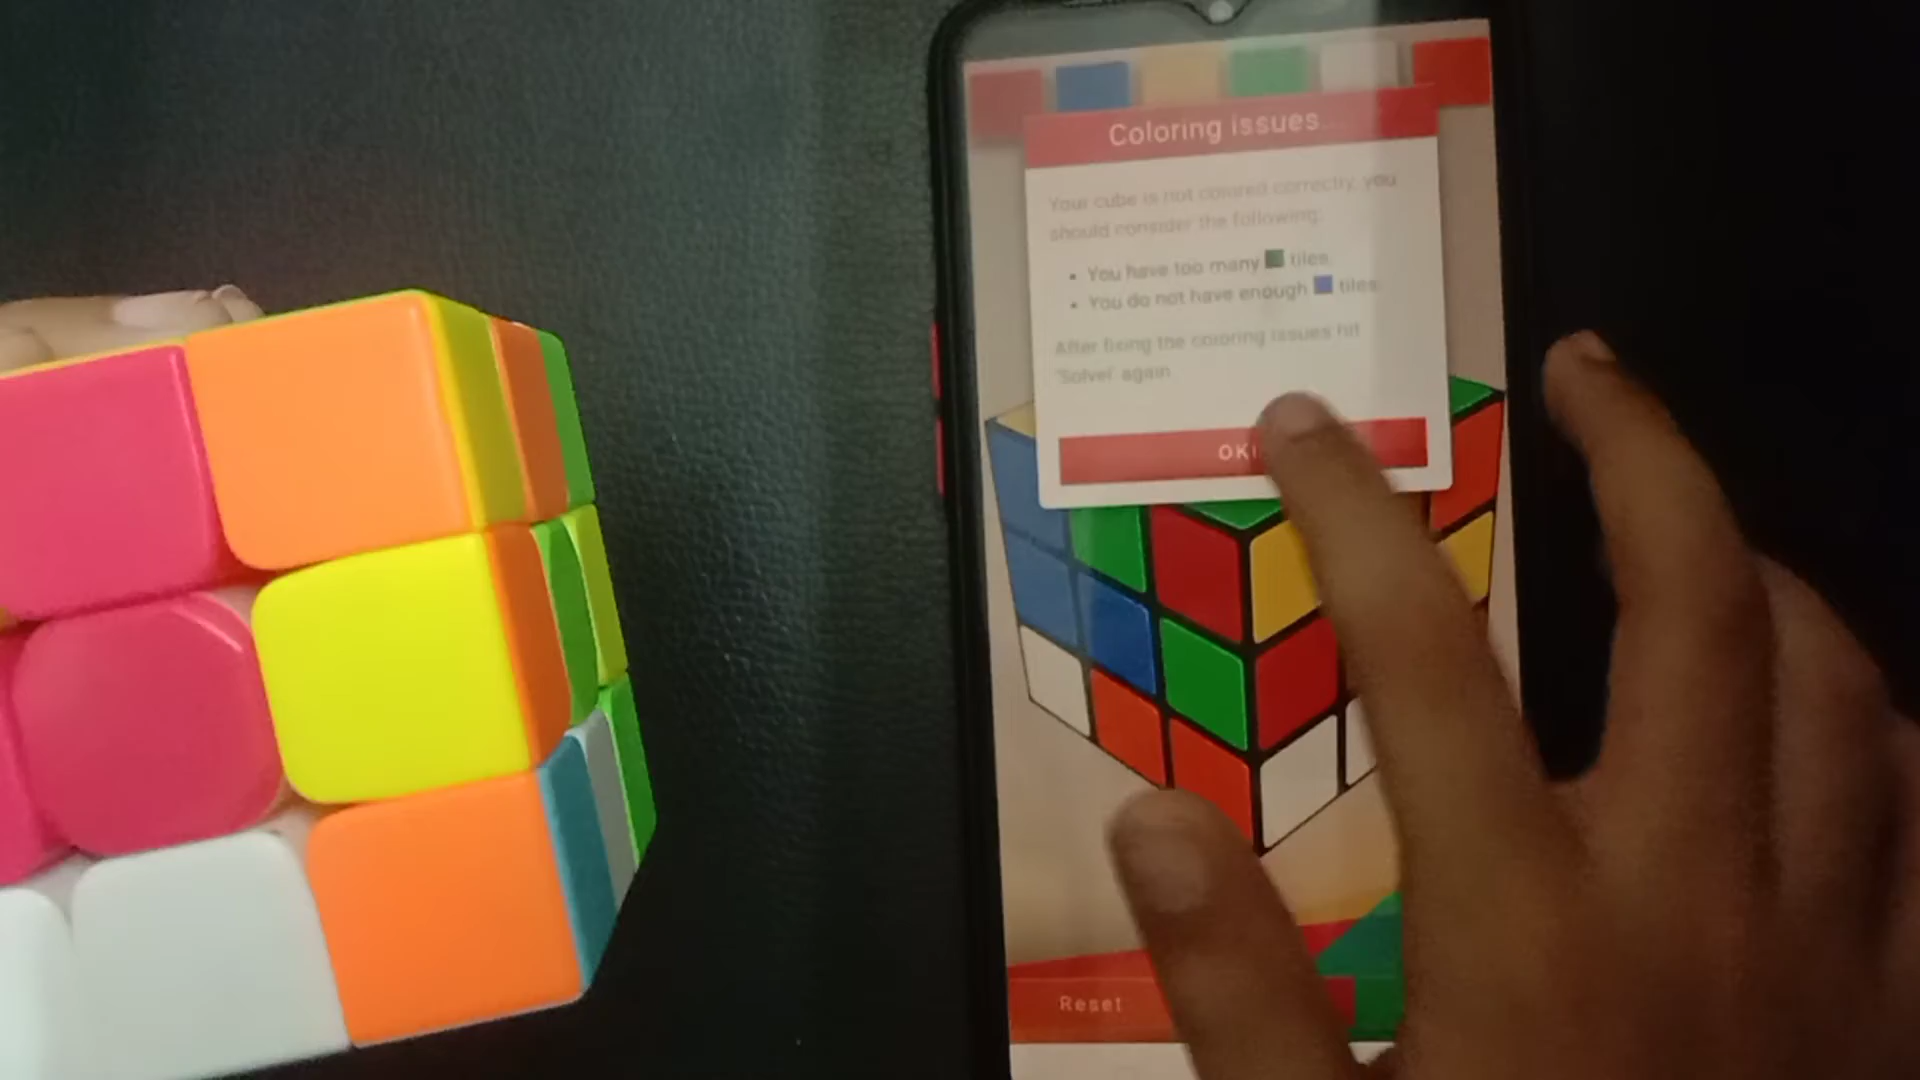 Coloring issues...
Your cube is not colored correctly, you
should consider the following:
• You have too many tiles.
• You do not have enough tiles.
After fixing the coloring issues hit
'Solve!' again
OK
Reset